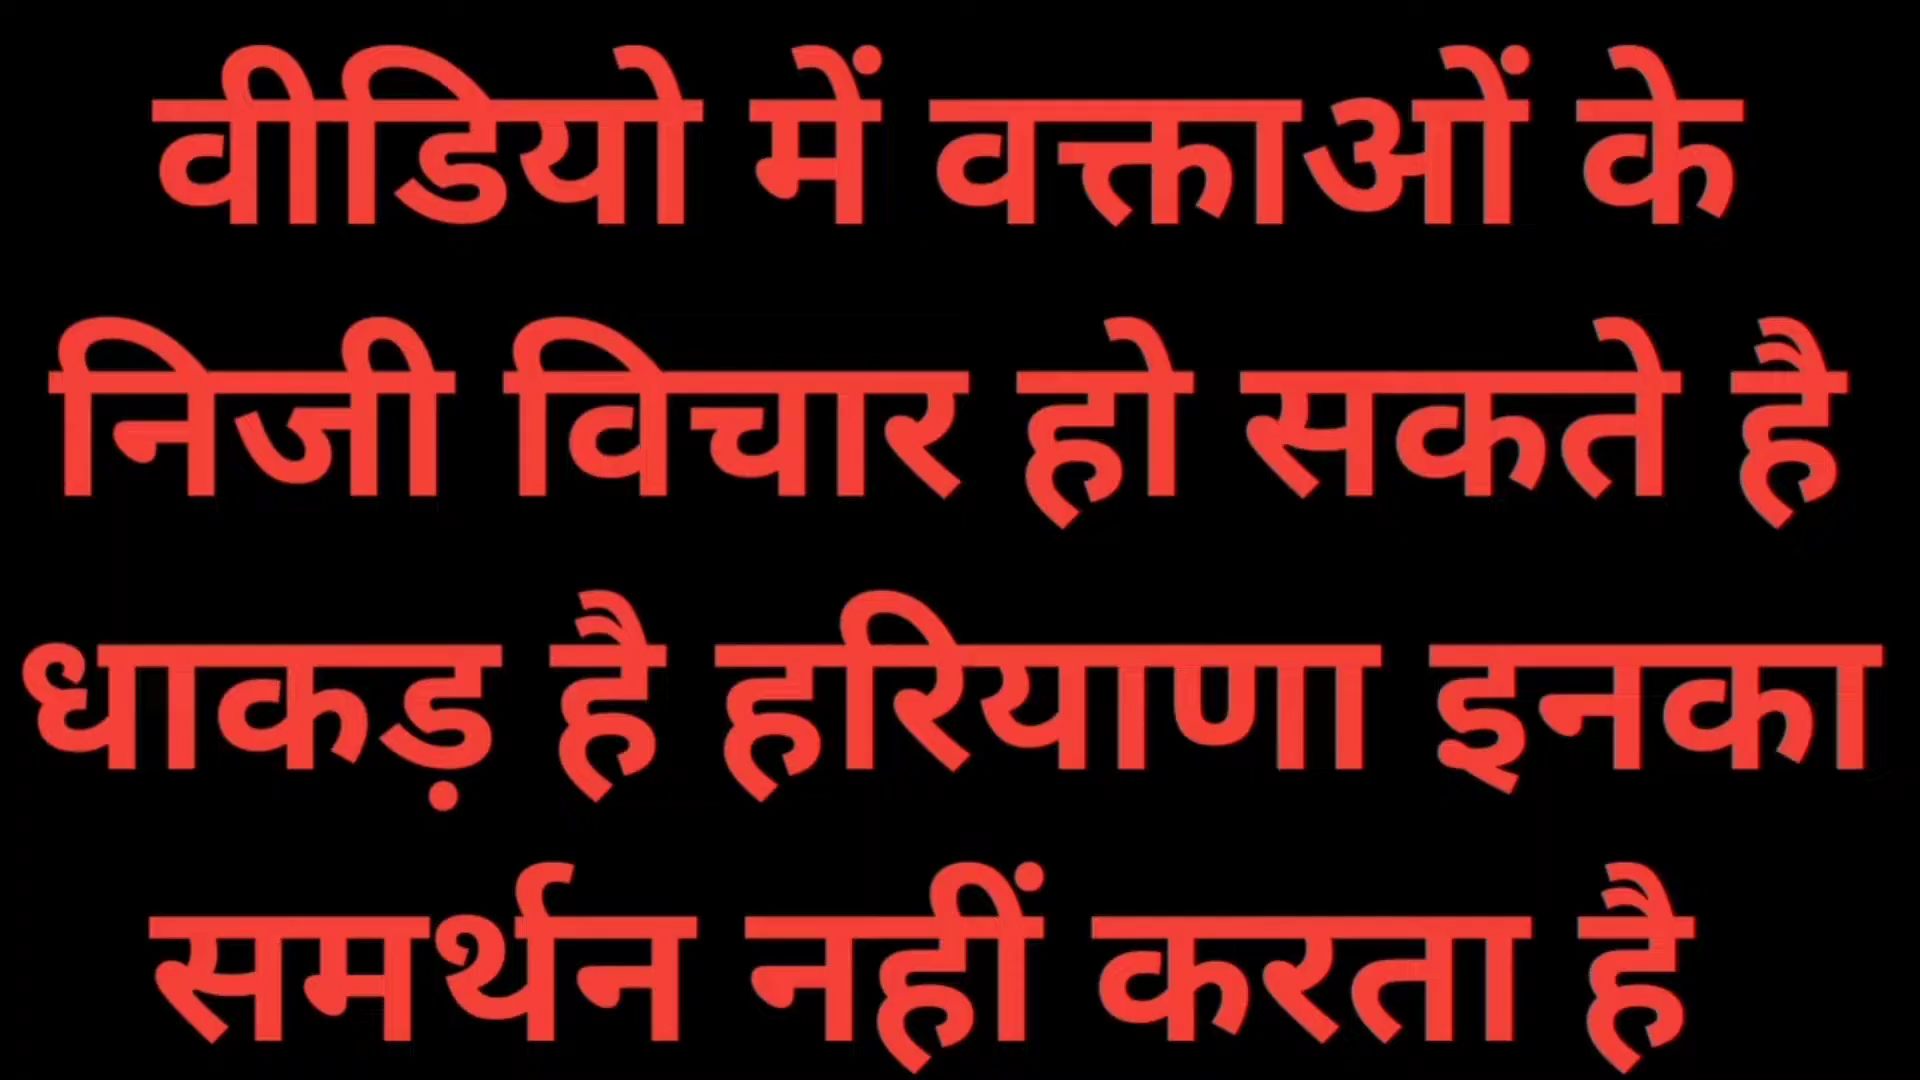 वीडियो में वक्ताओं के
निजी विचार हो सकते है
धाकड़ है हरियाणा इनका
समर्थन नहीं करता है